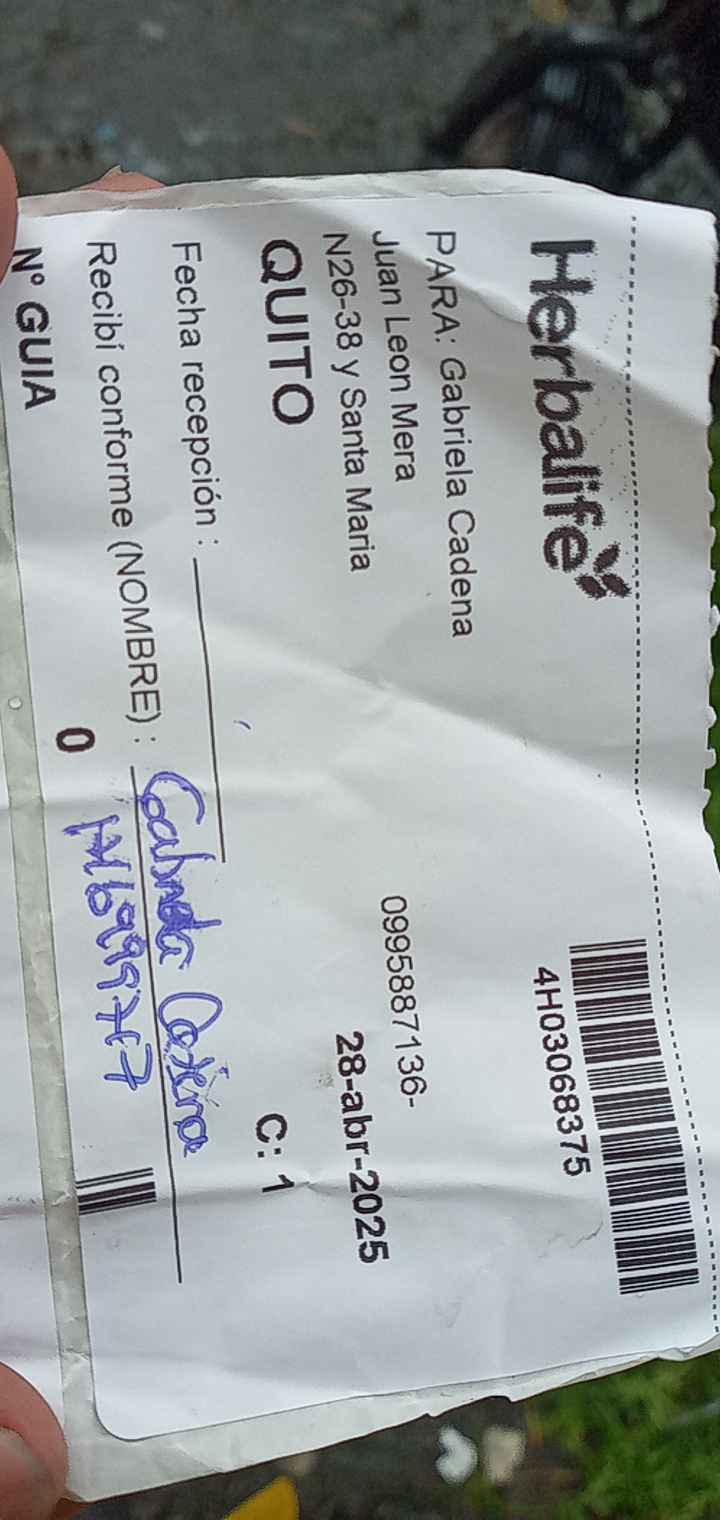 Herbalife
4H03068375
PARA: Gabriela Cadena
Juan Leon Mera
0995887136-
N26-38 y Santa Maria
28-abr-2025
QUITO
C: 1
Fecha recepción :
Recibí conforme (NOMBRE) :
N° GUIA
0